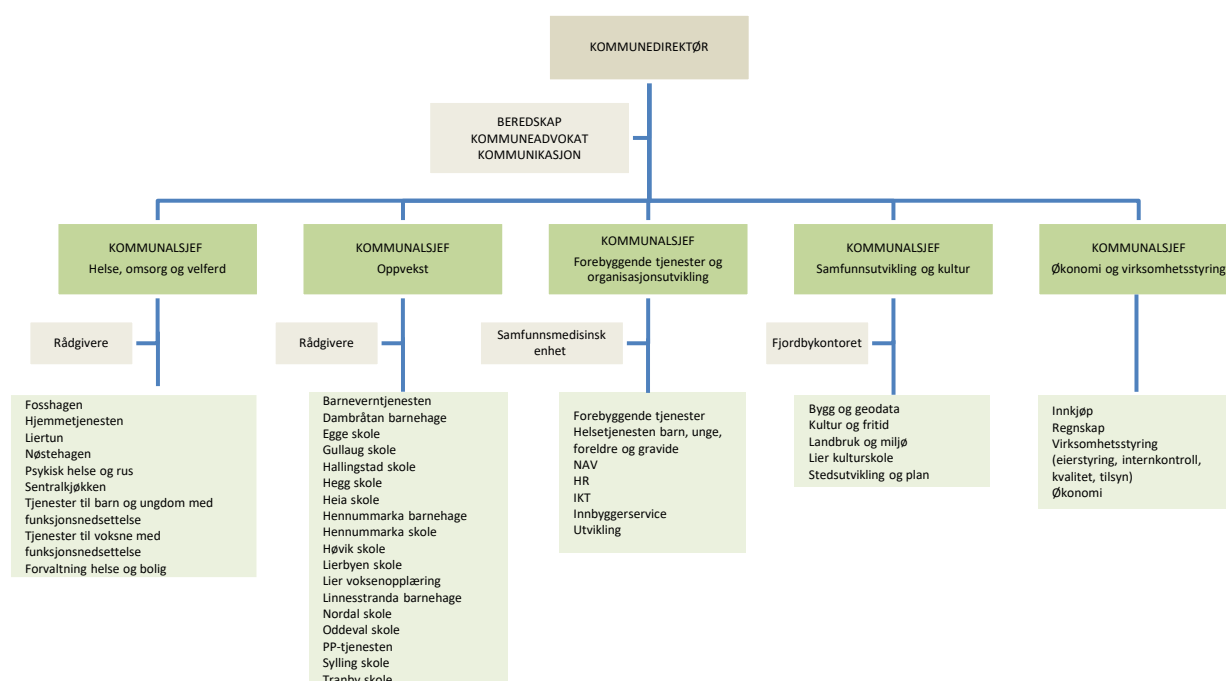 KOMMUNEDIREKTØR
BEREDSKAP
KOMMUNEADVOKAT
KOMMUNIKASJON
KOMMUNALSJEF
Helse, omsorg og velferd
KOMMUNALSJEF
Oppvekst
KOMMUNALSJEF
Forebyggende tjenester og
organisasjonsutvikling
KOMMUNALSJEF
Samfunnsutvikling og kultur
KOMMUNALSJEF
Økonomi og virksomhetsstyring
Rådgivere
Rådgivere
Samfunnsmedisinsk
enhet
Fjordbykontoret
Fosshagen
Hjemmetjenesten
Liertun
Nøstehagen
Psykisk helse og rus
Sentralkjøkken
Tjenester til barn og ungdom med
funksjonsnedsettelse
Tjenester til voksne med
funksjonsnedsettelse
Forvaltning helse og bolig
Barneverntjenesten
Dambråtan barnehage
Egge skole
Gullaug skole
Hallingstad skole
Hegg skole
Heia skole
Hennummarka barnehage
Hennummarka skole
Høvik skole
Lierbyen skole
Lier voksenopplæring
Linnesstranda barnehage
Nordal skole
Oddeval skole
PP-tjenesten
Sylling skole
Tranby skole
Forebyggende tjenester
Helsetjenesten barn, unge,
foreldre og gravide
NAV
HR
IKT
Innbyggerservice
Utvikling
Bygg og geodata
Kultur og fritid
Landbruk og miljø
Lier kulturskole
Stedsutvikling og plan
Innkjøp
Regnskap
Virksomhetsstyring
(eierstyring, internkontroll,
kvalitet, tilsyn)
Økonomi